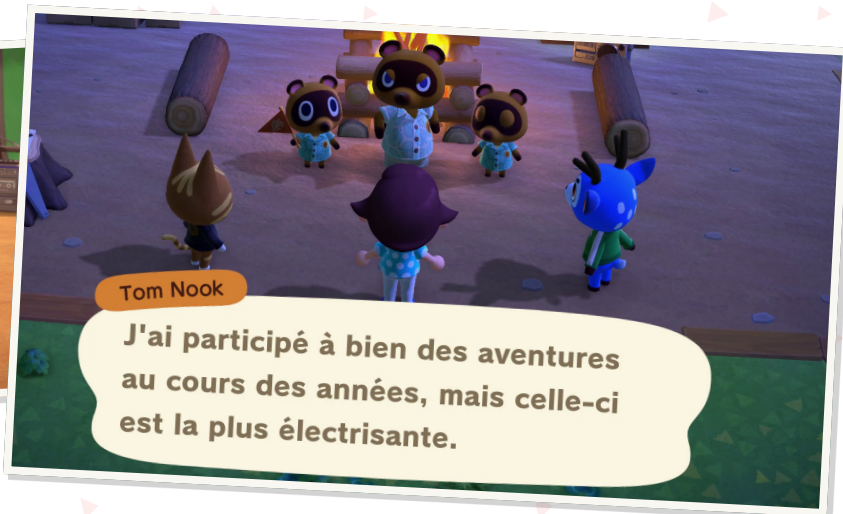 Tom Nook
J'ai participé à bien des aventures
au cours des années, mais celle-ci
est la plus électrisante.